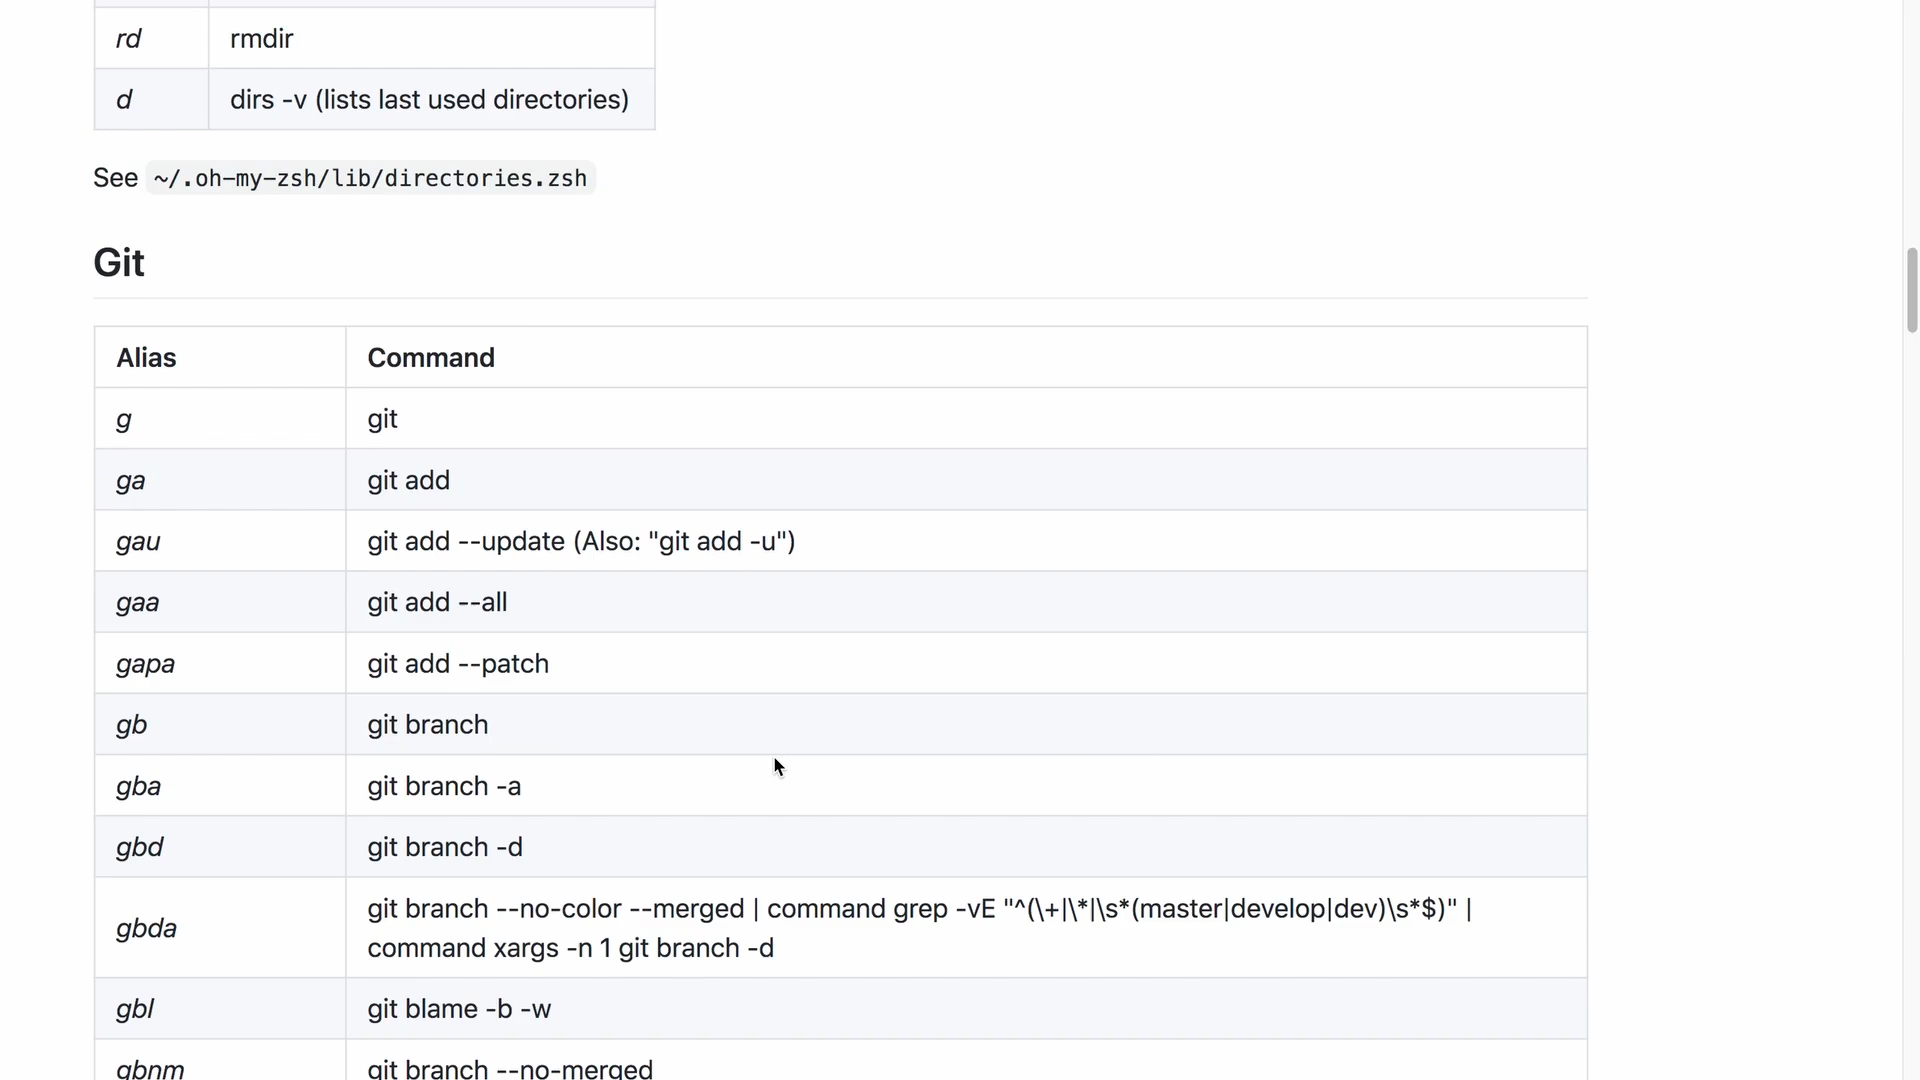 rd rmdir
d dirs -v (lists last used directories)
See ~/.oh-my-zsh/lib/directories.zsh
Git
Alias Command
g git
ga git add
gau git add --update (Also: "git add -u")
gaa git add --all
gapa git add --patch
gb git branch
gba git branch -a
gbd git branch -d
gbda git branch --no-color --merged | command grep -vE "^(\+|\*|\s*(master|develop|dev)\s*$)" |
command xargs -n 1 git branch -d
gbl git blame -b -w
gbnm git branch --no-merged